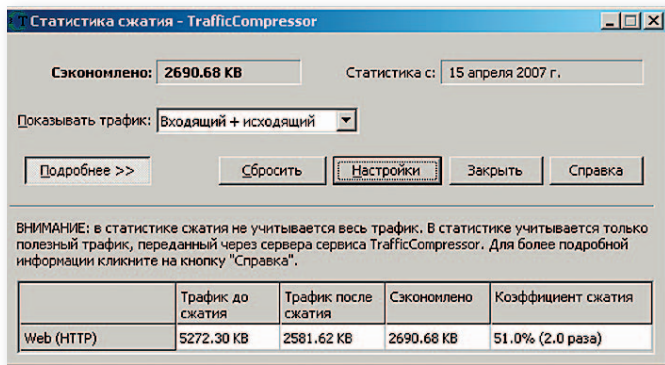 Статистика сжатия - TrafficCompressor
Сэкономлено: 2690.68 KB Статистика с: 15 апреля 2007 г.
Показывать трафик: Входящий + исходящий
Подробнее >> Сбросить Настройки Закрыть Справка
ВНИМАНИЕ: в статистике сжатия не учитывается весь трафик. В статистике учитывается только
полезный трафик, переданный через сервера сервиса TrafficCompressor. Для более подробной
информации кликните на кнопку "Справка".
Трафик до сжатия Трафик после сжатия Сэкономлено Коэффициент сжатия
Web (HTTP) 5272.30 KB 2581.62 KB 2690.68 KB 51.0% (2.0 раза)